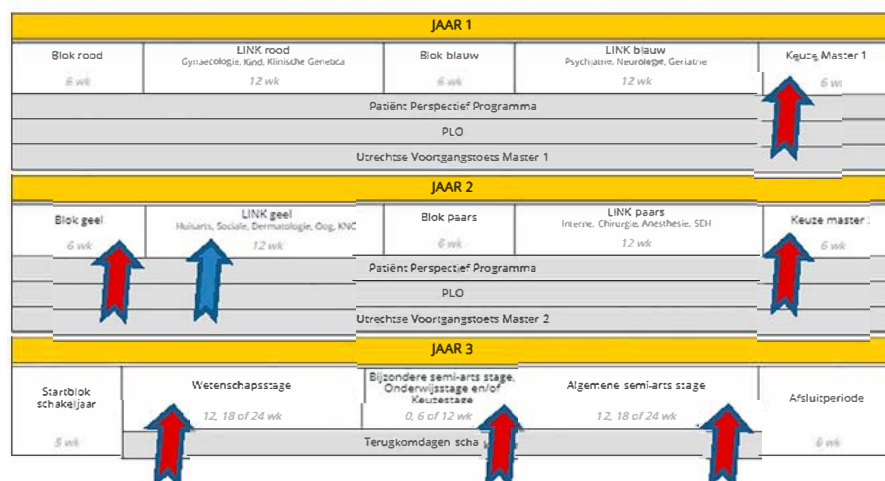 JAAR 1
Blok rood
6 wk
LINK rood
Gynaecologie, Kind, Klinische Genetica
12 wk
Blok blauw
6 wk
LINK blauw
Psychiatrie, Neurologie, Geriatrie
12 wk
Keuze Master 1
6 w
Patiënt Perspectief Programma
PLO
Utrechtse Voortgangstoets Master 1
JAAR 2
Blok geel
6 wk
LINK geel
Huisarts, Sociale, Dermatologie, Oog, KNO
12 wk
Blok paars
6 wk
LINK paars
Interne, Chirurgie, Anesthesie, SEH
12 wk
Keuze master
6 wk
Patiënt Perspectief Programma
PLO
Utrechtse Voortgangstoets Master 2
JAAR 3
Startblok
schakeljaar
5 wk
Wetenschapsstage
12, 18 of 24 wk
Bijzondere semi-arts stage,
Onderwijsstage en/of
Keuzestage
0, 6 of 12 wk
Algemene semi-arts stage
12, 18 of 24 wk
Afsluitperiode
6 wk
Terugkomdagen scha